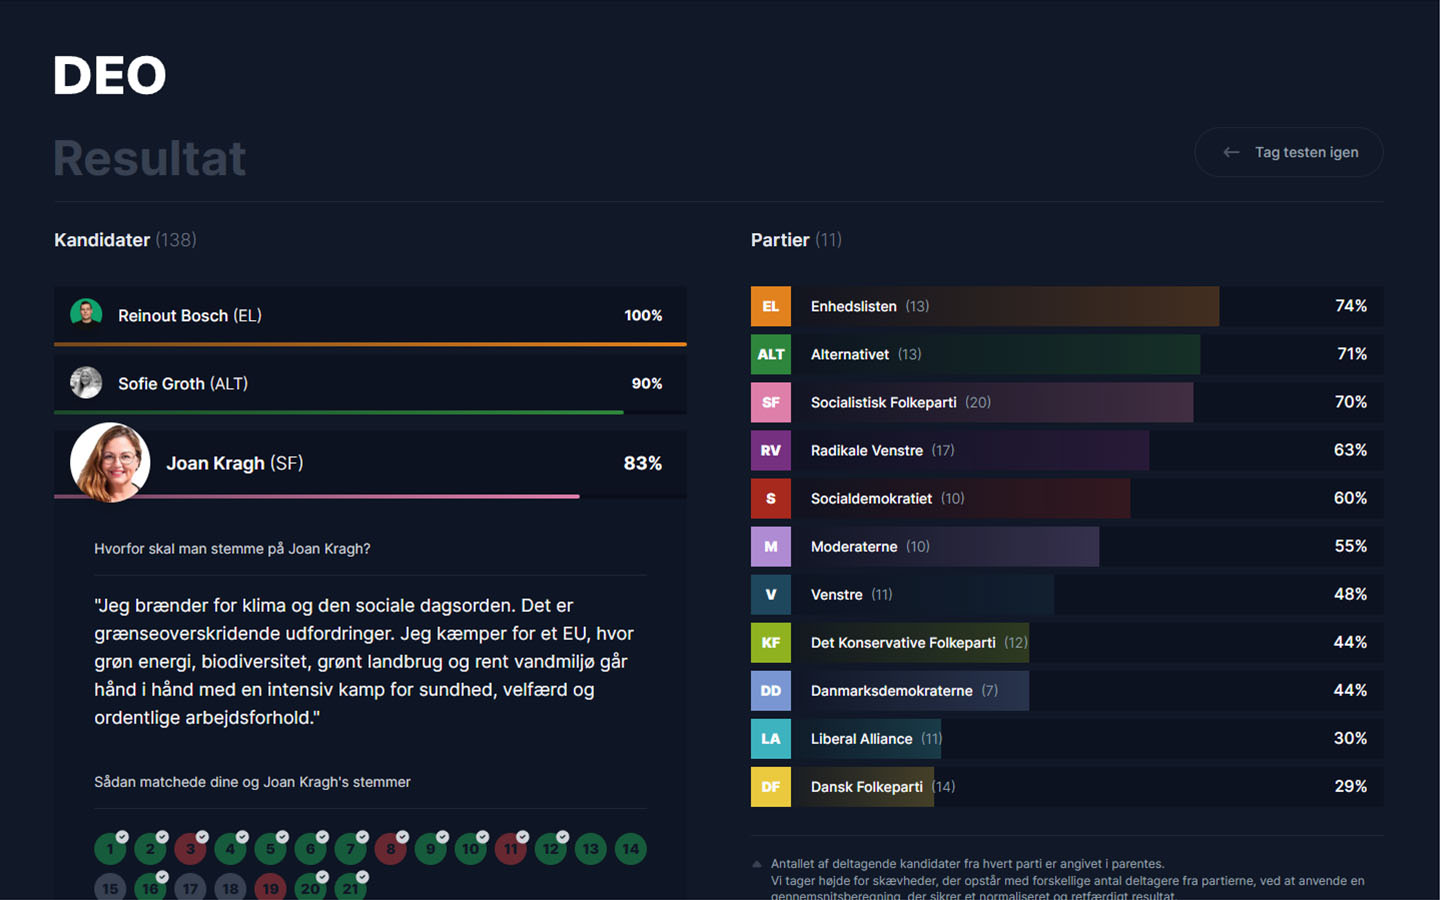 DEO
Resultat
Tag testen igen
Kandidater (138)
Reinout Bosch (EL) 100%
Sofie Groth (ALT) 90%
Joan Kragh (SF) 83%
Hvorfor skal man stemme på Joan Kragh?
"Jeg brænder for klima og den sociale dagsorden. Det er
grænseoverskridende udfordringer. Jeg kæmper for et EU, hvor
grøn energi, biodiversitet, grønt landbrug og rent vandmiljø går
hånd i hånd med en intensiv kamp for sundhed, velfærd og
ordentlige arbejdsforhold."
Sådan matchede dine og Joan Kragh's stemmer
1 2 3 4 5 6 7 8 9 10 11 12 13 14
15 16 17 18 19 20 21
Partier (11)
EL Enhedslisten (13) 74%
ALT Alternativet (13) 71%
SF Socialistisk Folkeparti (20) 70%
RV Radikale Venstre (17) 63%
S Socialdemokratiet (10) 60%
M Moderaterne (10) 55%
V Venstre (11) 48%
KF Det Konservative Folkeparti (12) 44%
DD Danmarksdemokraterne (7) 44%
LA Liberal Alliance (11) 30%
DF Dansk Folkeparti (14) 29%
Antallet af deltagende kandidater fra hvert parti er angivet i parentes.
Vi tager højde for skævheder, der opstår med forskellige antal deltagere fra partierne, ved at anvende en
gennemsnitsberegning, der sikrer et normaliseret og retfærdigt resultat.